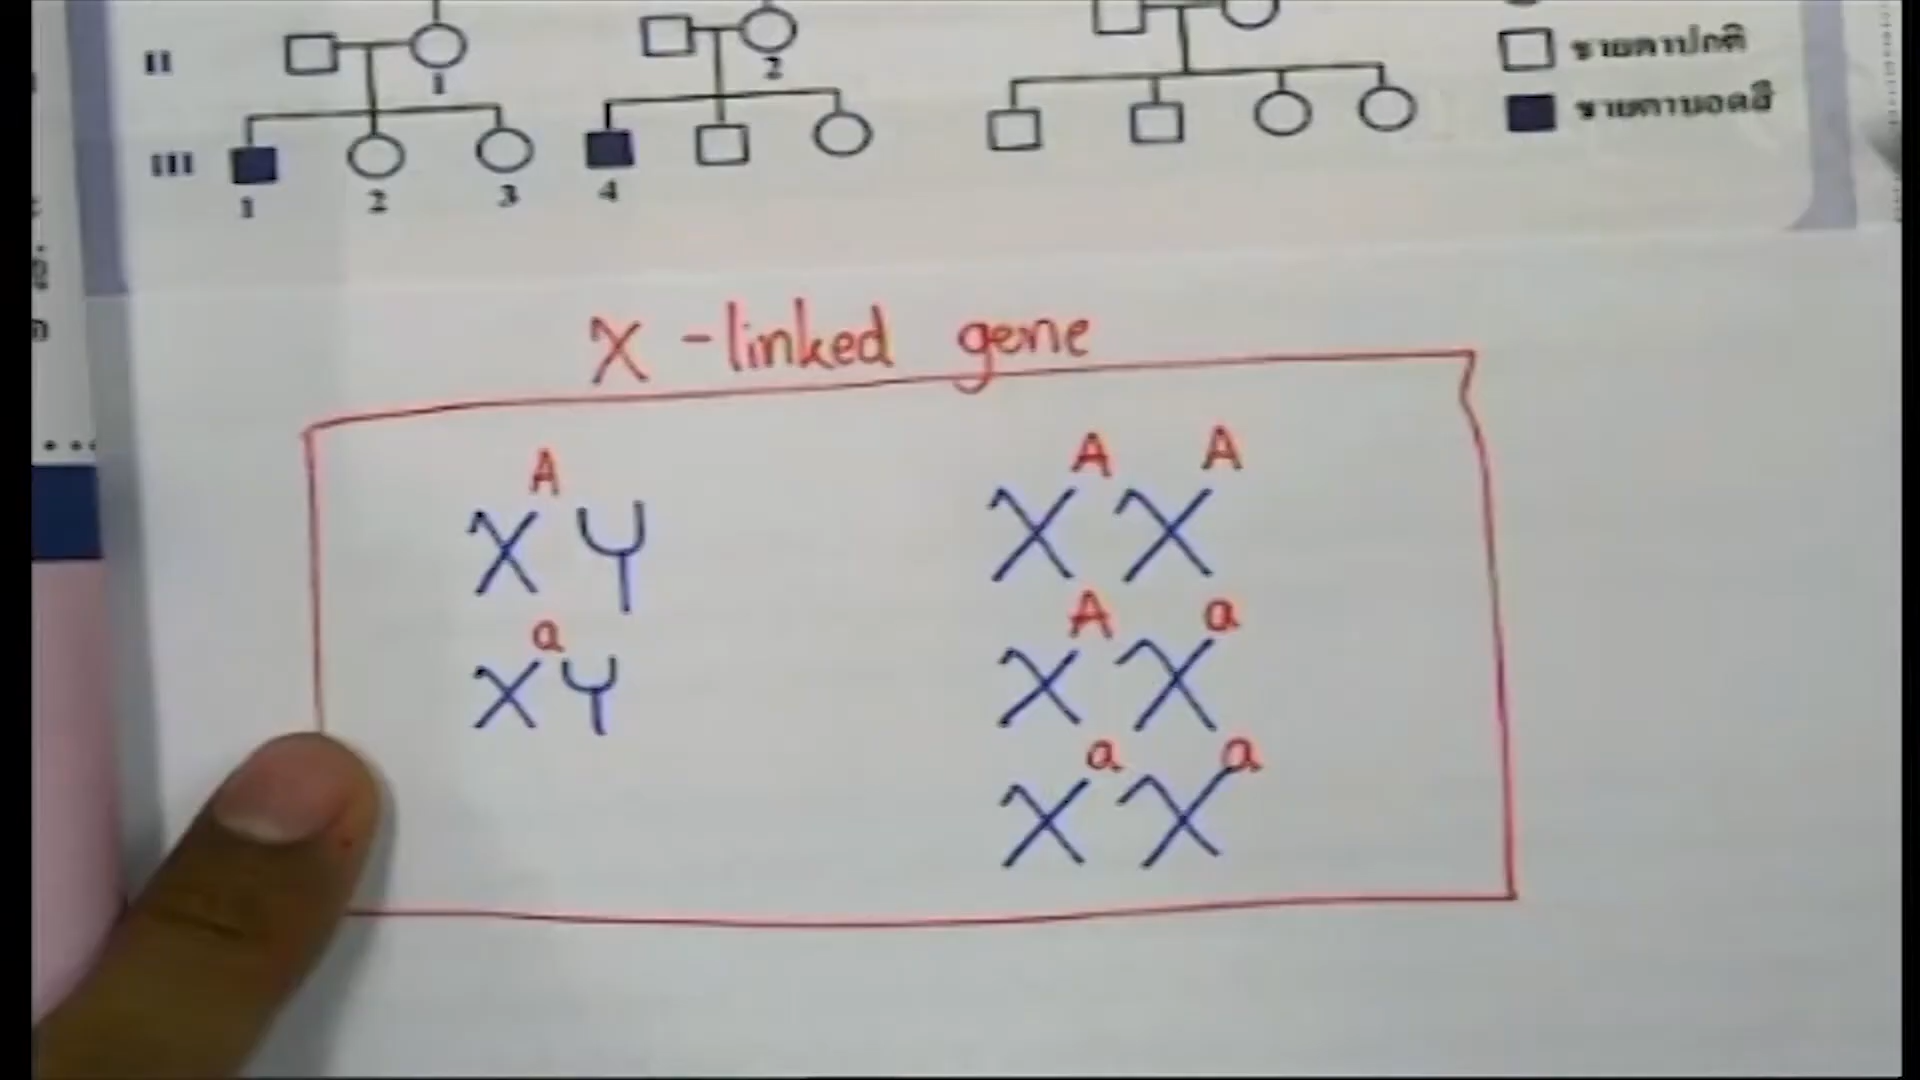 II
1
2
ชายตาปกติ
ชายตาบอดสี
III
1 2 3 4
X-linked gene
A A A
X Y X X
a A a
X Y X X
a a
X X